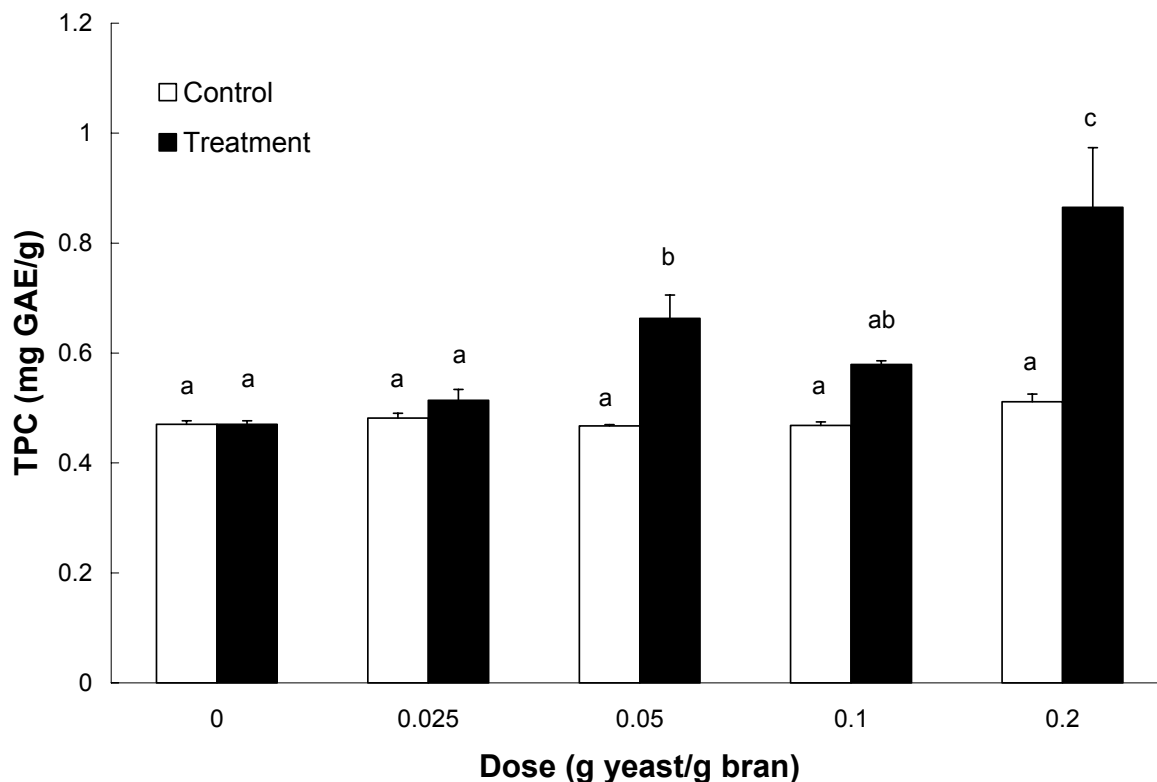 1.2
1
0.8
0.6
0.4
0.2
0
TPC (mg GAE/g)
Control
Treatment
a a
a a
a b
a ab
a c
0 0.025 0.05 0.1 0.2
Dose (g yeast/g bran)